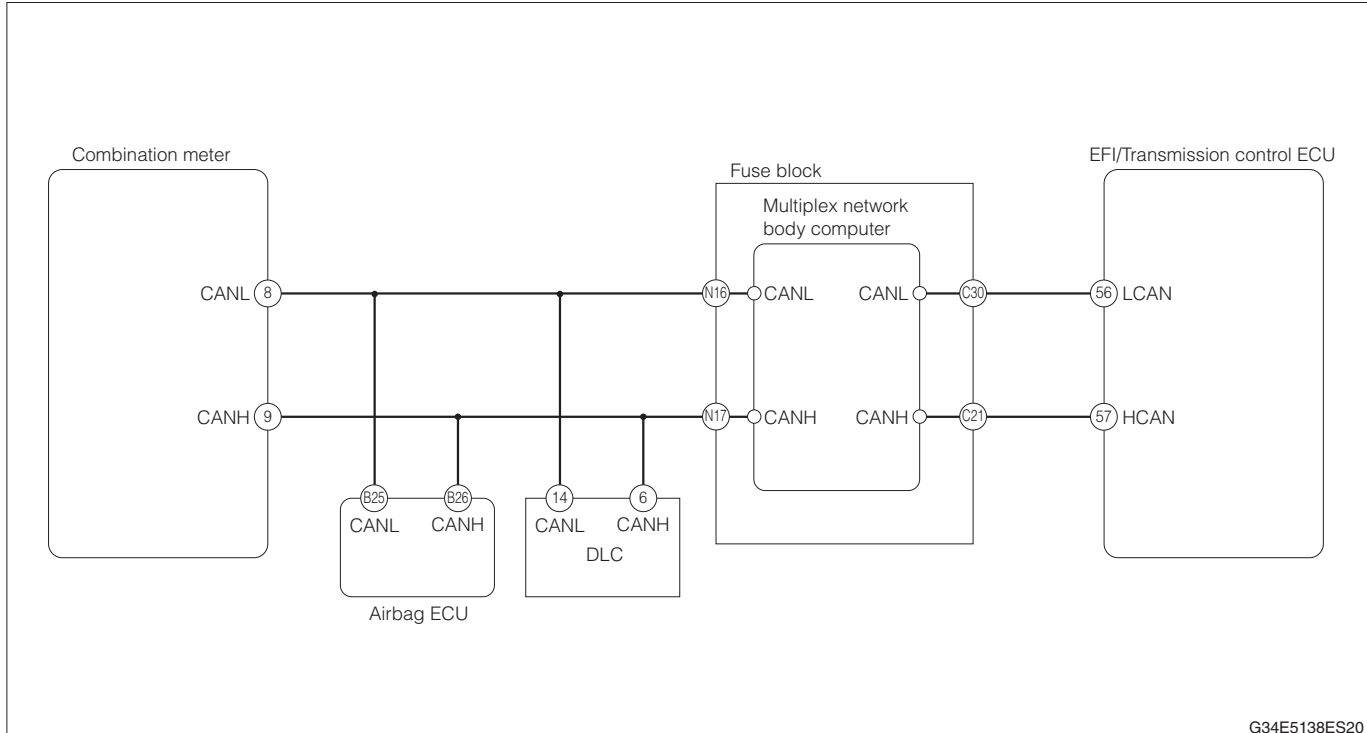 Combination meter
EFI/Transmission control ECU
Fuse block
Multiplex network
body computer
CANL 8
N16 CANL
CANL C30
56 LCAN
CANH 9
N17 CANH
CANH C21
57 HCAN
B25 B26
CANL CANH
14 6
CANL CANH
DLC
Airbag ECU
G34E5138ES20